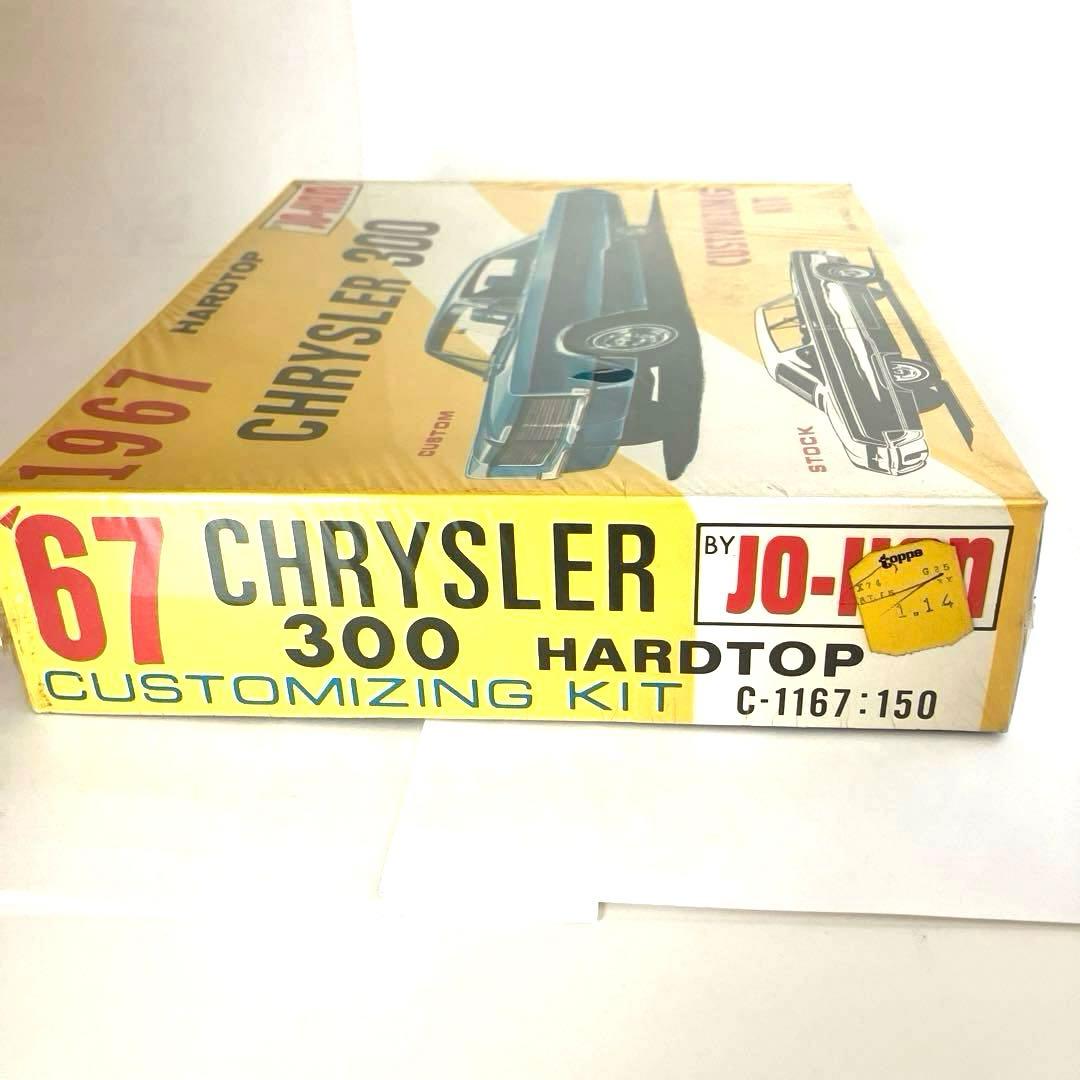 JO-HAN
HARDTOP
1967
CHRYSLER 300
CUSTOMIZING
KIT
CUSTOM
STOCK
'67 CHRYSLER
300 HARDTOP
CUSTOMIZING KIT
BY JO-HAN
C-1167:150
topps
G 25
1.14